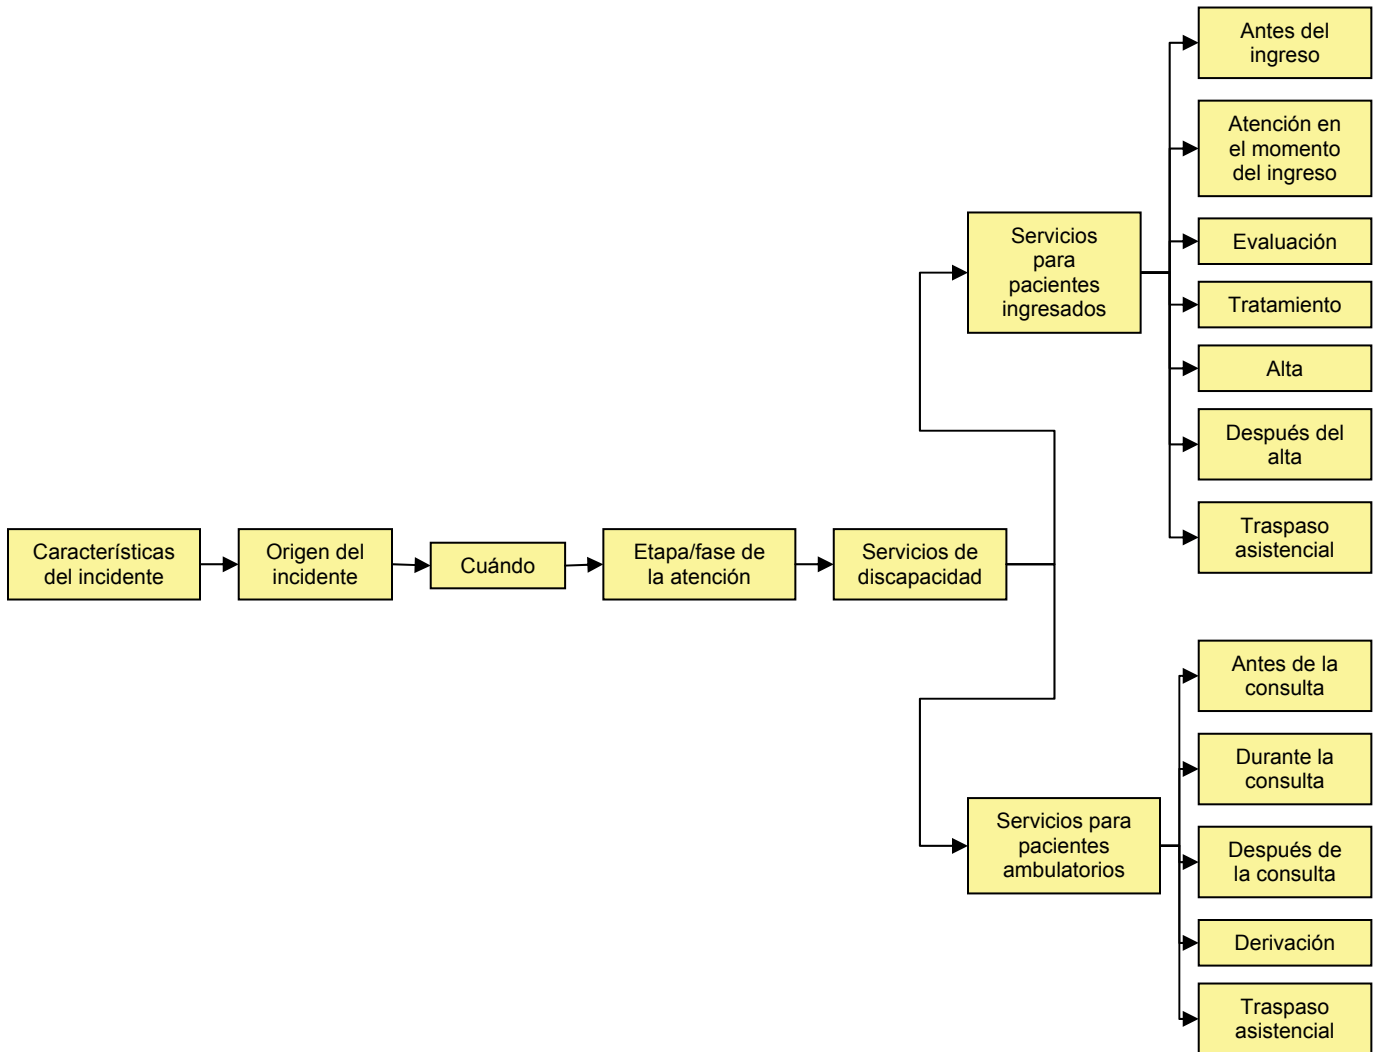 Antes del
ingreso
Atención en
el momento
del ingreso
Servicios
para
pacientes
ingresados
Evaluación
Tratamiento
Alta
Después del
alta
Traspaso
asistencial
Características
del incidente
Origen del
incidente
Cuándo
Etapa/fase de
la atención
Servicios de
discapacidad
Antes de la
consulta
Durante la
consulta
Servicios para
pacientes
ambulatorios
Después de
la consulta
Derivación
Traspaso
asistencial